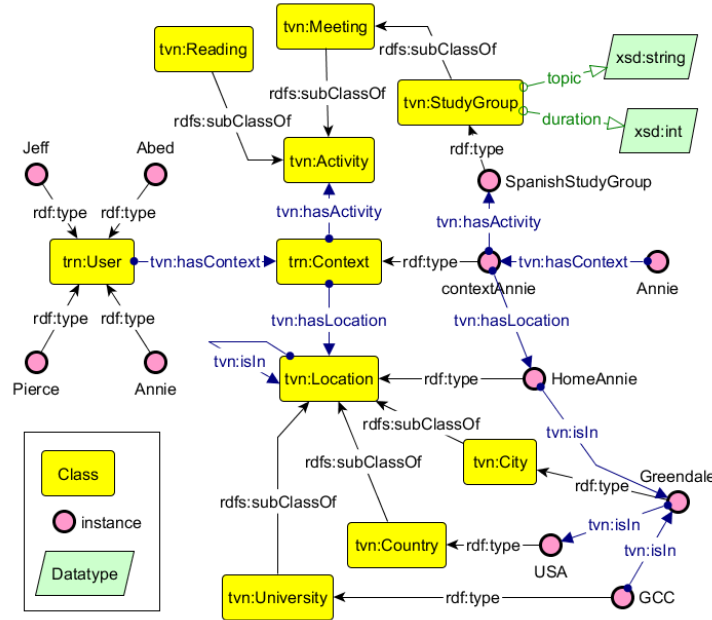 tvn:Meeting
tvn:Reading
rdfs:subClassOf
xsd:string
topic
tvn:StudyGroup
duration
xsd:int
rdfs:subClassOf
rdfs:subClassOf
Jeff
Abed
tvn:Activity
rdf:type
SpanishStudyGroup
rdf:type
rdf:type
tvn:hasActivity
tvn:hasActivity
trn:User
tvn:hasContext
trn:Context
rdf:type
tvn:hasContext
contextAnnie
Annie
rdf:type
rdf:type
tvn:hasLocation
tvn:hasLocation
tvn:isIn
Pierce
Annie
tvn:Location
rdf:type
HomeAnnie
rdfs:subClassOf
tvn:isIn
Class
tvn:City
Greendale
rdfs:subClassOf
rdf:type
rdfs:subClassOf
instance
tvn:isIn
tvn:Country
rdf:type
tvn:isIn
USA
Datatype
tvn:University
rdf:type
GCC